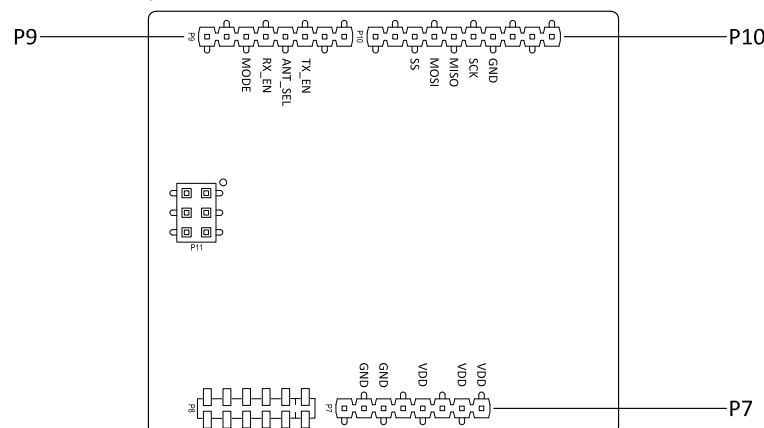 P9
P10
P9
P10
MODE
RX_EN
ANT_SEL
TX_EN
SS
MOSI
MISO
SCK
GND
P11
GND
GND
VDD
VDD
VDD
P8
P7
P7